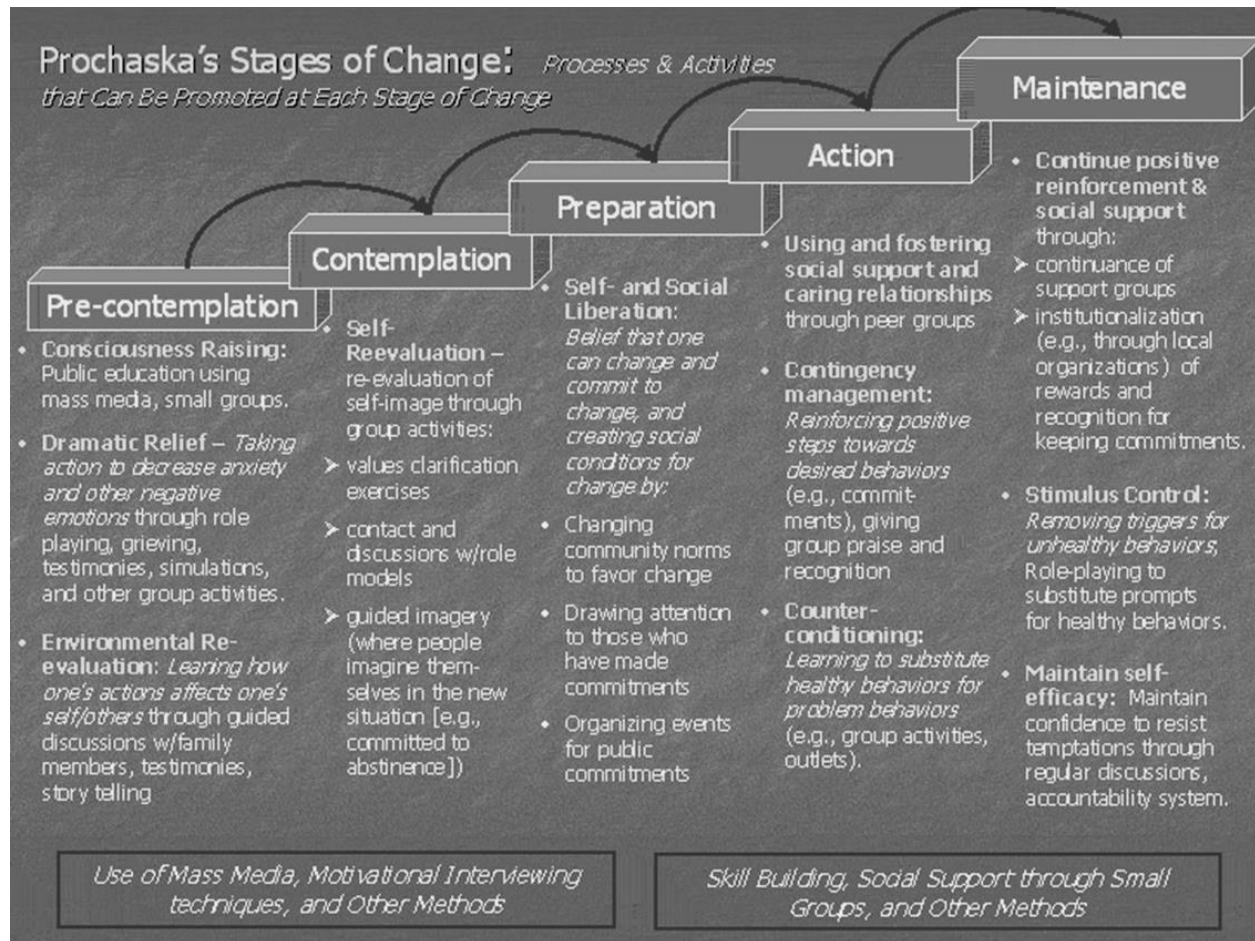 Prochaska's Stages of Change: Processes & Activities
that Can Be Promoted at Each Stage of Change
Pre-contemplation
• Consciousness Raising:
Public education using
mass media, small groups.
• Dramatic Relief – Taking
action to decrease anxiety
and other negative
emotions through role
playing, grieving,
testimonies, simulations,
and other group activities.
• Environmental Re-
evaluation: Learing how
one's actions affects one's
self/others through guided
discussions w/family
members, testimonies,
story telling
Contemplation
• Self-
Reevaluation –
re-evaluation of
self-image through
group activities:
➢ values clarification
exercises
➢ contact and
discussions w/role
models
➢ guided imagery
(where people
imagine them-
selves in the new
situation [e.g.,
committed to
abstinence])
Preparation
• Self- and Social
Liberation:
Belief that one
can change and
commit to
change, and
creating social
conditions for
change by:
• Changing
community norms
to favor change
• Drawing attention
to those who
have made
commitments
• Organizing events
for public
commitments
Action
• Using and fostering
social support and
caring relationships
through peer groups
• Contingency
management:
Reinforcing positive
steps towards
desired behaviors
(e.g., commit-
ments), giving
group praise and
recognition
• Counter-
conditioning:
Learning to substitute
healthy behaviors for
problem behaviors
(e.g., group activities,
outlets).
Maintenance
• Continue positive
reinforcement &
social support
through:
➢ continuance of
support groups
➢ institutionalization
(e.g., through local
organizations) of
rewards and
recognition for
keeping commitments.
• Stimulus Control:
Removing triggers for
unhealthy behaviors,
Role-playing to
substitute prompts
for healthy behaviors.
• Maintain self-
efficacy: Maintain
confidence to resist
temptations through
regular discussions,
accountability system.
Use of Mass Media, Motivational Interviewing
techniques, and Other Methods
Skill Building, Social Support through Small
Groups, and Other Methods